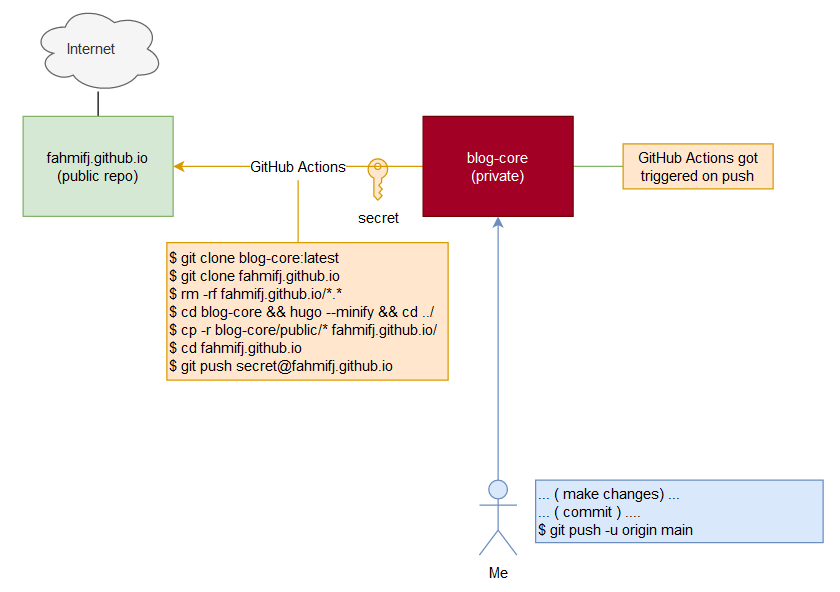 Internet
fahmifj.github.io
(public repo)
GitHub Actions
secret
blog-core
(private)
GitHub Actions got
triggered on push
$ git clone blog-core:latest
$ git clone fahmifj.github.io
$ rm -rf fahmifj.github.io/*.*
$ cd blog-core && hugo --minify && cd ../
$ cp -r blog-core/public/* fahmifj.github.io/
$ cd fahmifj.github.io
$ git push secret@fahmifj.github.io
... ( make changes) ...
... ( commit ) ....
$ git push -u origin main
Me